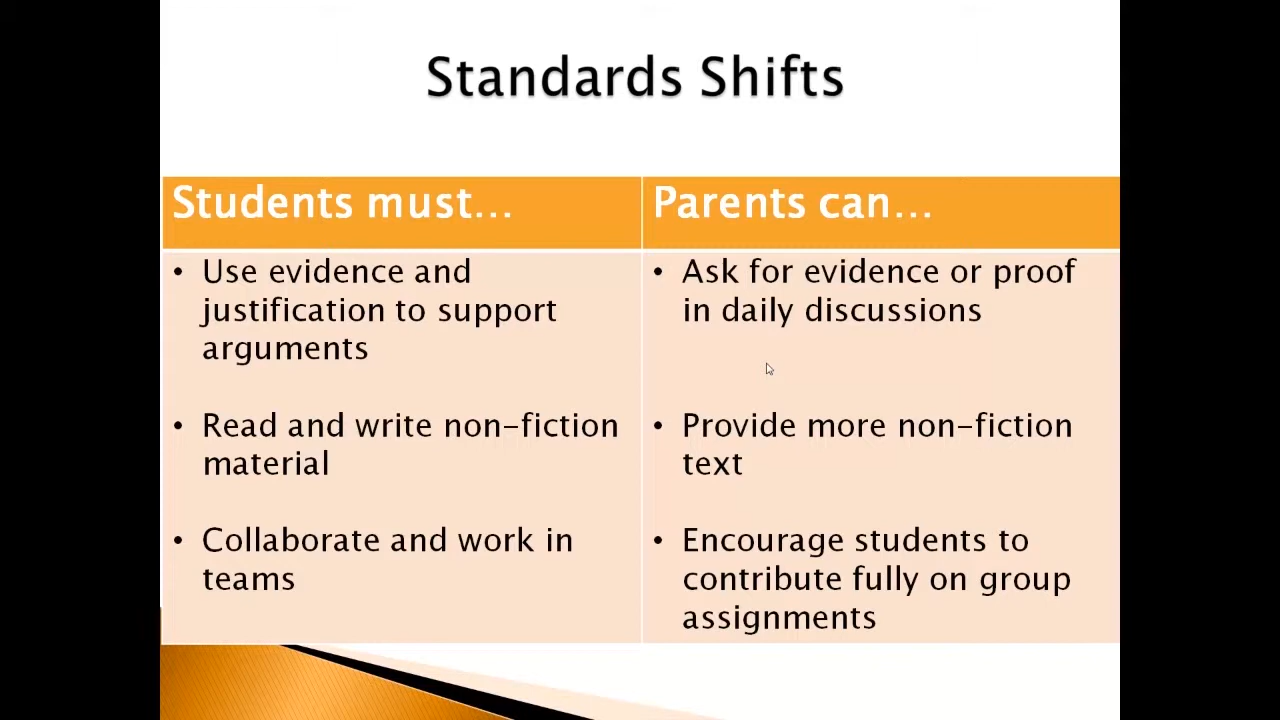 Standards Shifts
Students must...
Parents can...
• Use evidence and
justification to support
arguments
• Ask for evidence or proof
in daily discussions
• Read and write non-fiction
material
• Provide more non-fiction
text
• Collaborate and work in
teams
• Encourage students to
contribute fully on group
assignments